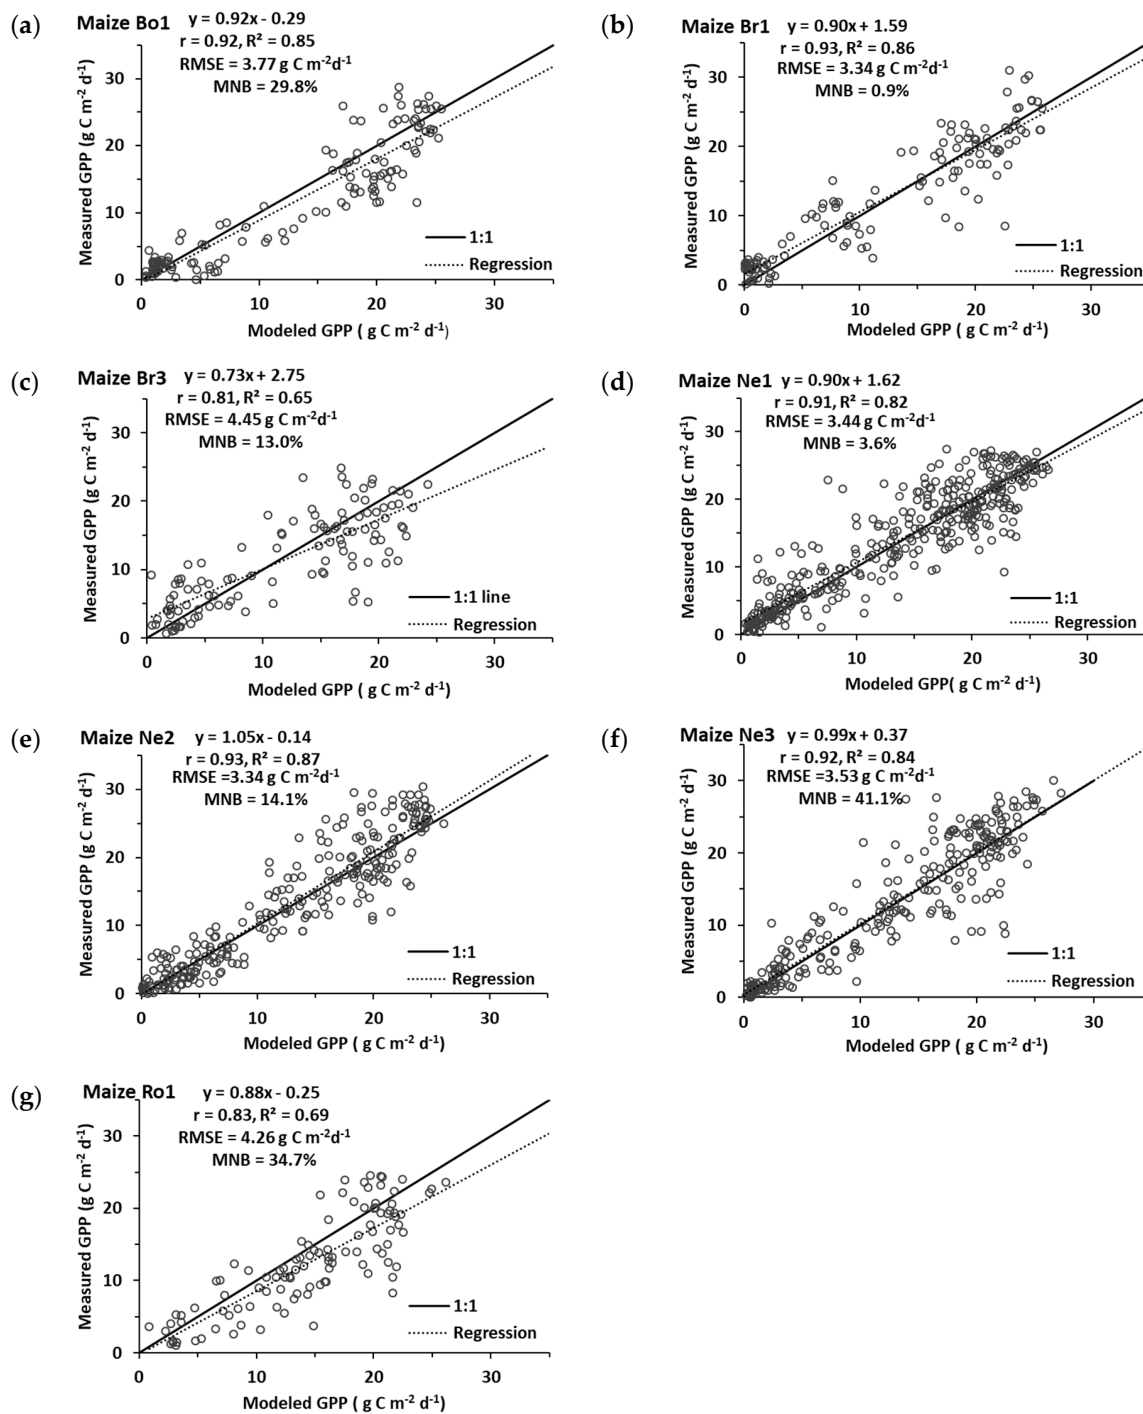 (a)
Maize Bo1 y = 0.92x - 0.29
r = 0.92, R² = 0.85
RMSE = 3.77 g C m⁻²d⁻¹
MNB = 29.8%
Measured GPP (g C m⁻² d⁻¹)
30
20
10
0
1:1
Regression
0 10 20 30
Modeled GPP ( g C m⁻² d⁻¹)
(b)
Maize Br1 y = 0.90x + 1.59
r = 0.93, R² = 0.86
RMSE = 3.34 g C m⁻²d⁻¹
MNB = 0.9%
Measured GPP (g C m⁻² d⁻¹)
30
20
10
0
1:1
Regression
0 10 20 30
Modeled GPP ( g C m⁻² d⁻¹)
(c)
Maize Br3 y = 0.73x + 2.75
r = 0.81, R² = 0.65
RMSE = 4.45 g C m⁻²d⁻¹
MNB = 13.0%
Measured GPP (g C m⁻² d⁻¹)
30
20
10
0
1:1 line
Regression
0 10 20 30
Modeled GPP ( g C m⁻² d⁻¹)
(d)
Maize Ne1 y = 0.90x + 1.62
r = 0.91, R² = 0.82
RMSE = 3.44 g C m⁻²d⁻¹
MNB = 3.6%
Measured GPP (g C m⁻² d⁻¹)
30
20
10
0
1:1
Regression
0 10 20 30
Modeled GPP( g C m⁻² d⁻¹)
(e)
Maize Ne2 y = 1.05x - 0.14
r = 0.93, R² = 0.87
RMSE =3.34 g C m⁻²d⁻¹
MNB = 14.1%
Measured GPP (g C m⁻² d⁻¹)
30
20
10
0
1:1
Regression
0 10 20 30
Modeled GPP ( g C m⁻² d⁻¹)
(f)
Maize Ne3 y = 0.99x + 0.37
r = 0.92, R² = 0.84
RMSE =3.53 g C m⁻²d⁻¹
MNB = 41.1%
Measured GPP (g C m⁻² d⁻¹)
30
20
10
0
1:1
Regression
0 10 20 30
Modeled GPP ( g C m⁻² d⁻¹)
(g)
Maize Ro1 y = 0.88x - 0.25
r = 0.83, R² = 0.69
RMSE = 4.26 g C m⁻²d⁻¹
MNB = 34.7%
Measured GPP (g C m⁻² d⁻¹)
30
20
10
0
1:1
Regression
0 10 20 30
Modeled GPP ( g C m⁻² d⁻¹)